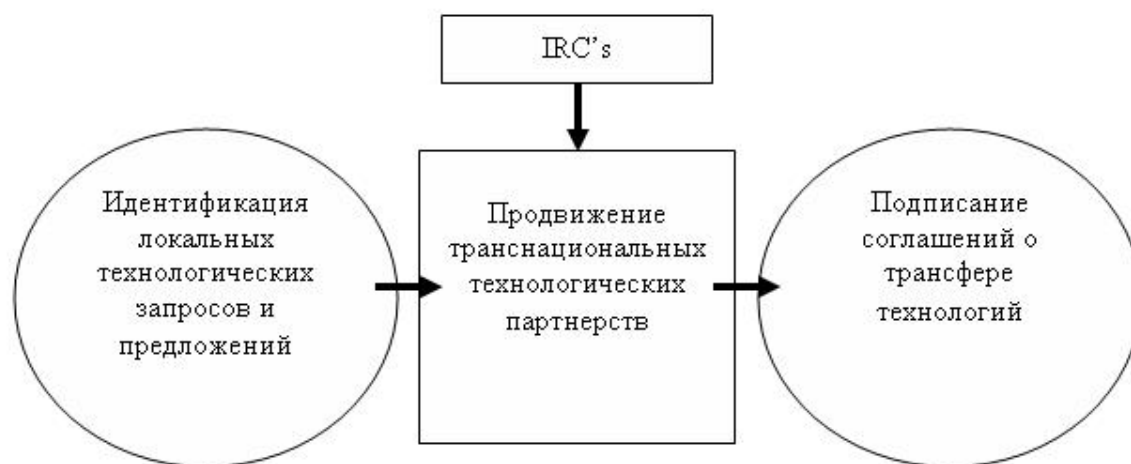 IRC’s
Идентификация
локальных
технологических
запросов и
предложений
Продвижение
транснациональных
технологических
партнерств
Подписание
соглашений о
трансфере
технологий